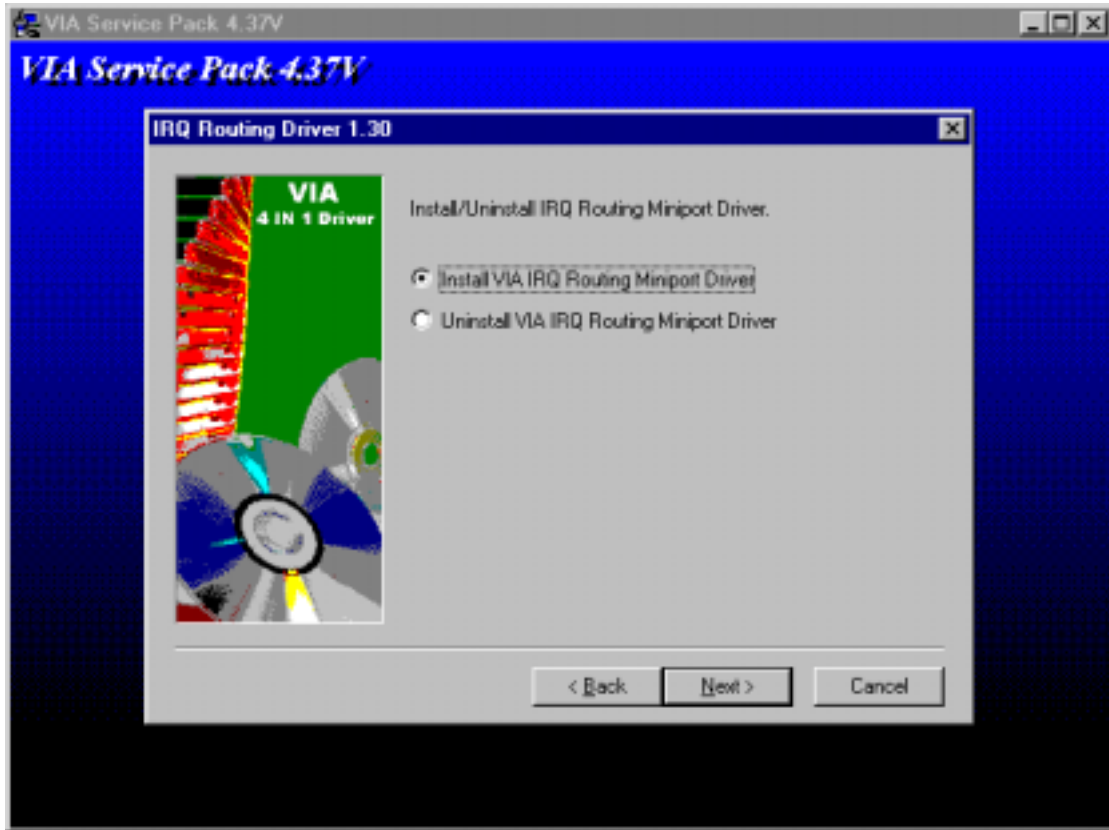 VIA Service Pack 4.37V
VIA Service Pack 4.37V
IRQ Routing Driver 1.30
VIA
4 IN 1 Driver
Install/Uninstall IRQ Routing Miniport Driver.
Install VIA IRQ Routing Miniport Driver
Uninstall VIA IRQ Routing Miniport Driver
< Back
Next >
Cancel